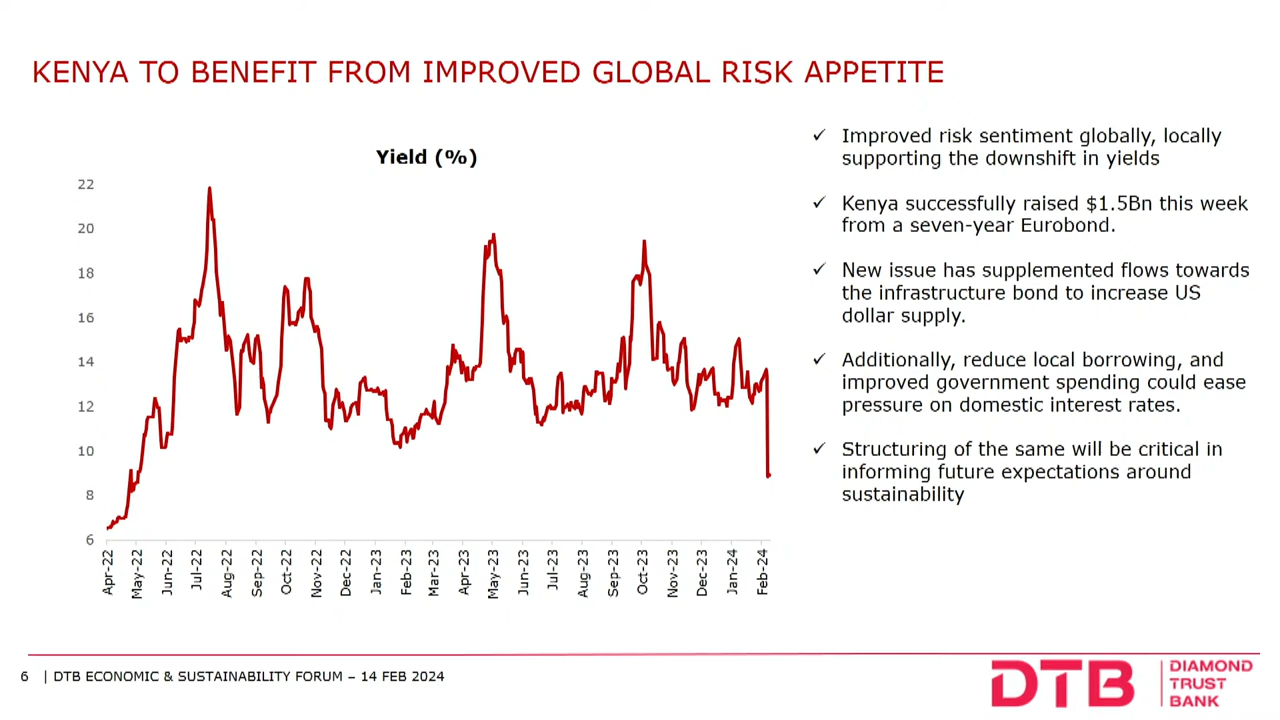 KENYA TO BENEFIT FROM IMPROVED GLOBAL RISK APPETITE
Yield (%)
22
20
18
16
14
12
10
8
6
Apr-22
May-22
Jun-22
Jul-22
Aug-22
Sep-22
Oct-22
Nov-22
Dec-22
Jan-23
Feb-23
Mar-23
Apr-23
May-23
Jun-23
Jul-23
Aug-23
Sep-23
Oct-23
Nov-23
Dec-23
Jan-24
Feb-24
✓ Improved risk sentiment globally, locally
supporting the downshift in yields
✓ Kenya successfully raised $1.5Bn this week
from a seven-year Eurobond.
✓ New issue has supplemented flows towards
the infrastructure bond to increase US
dollar supply.
✓ Additionally, reduce local borrowing, and
improved government spending could ease
pressure on domestic interest rates.
✓ Structuring of the same will be critical in
informing future expectations around
sustainability
6 | DTB ECONOMIC & SUSTAINABILITY FORUM – 14 FEB 2024
DTB
DIAMOND
TRUST
BANK